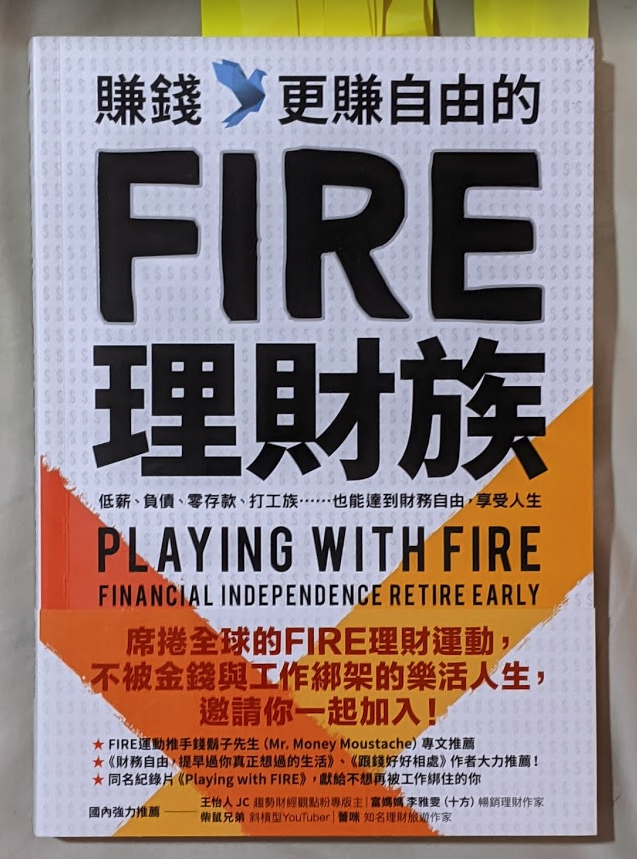 賺錢 更賺自由的
FIRE
理財族
低薪、負債、零存款、打工族……也能達到財務自由，享受人生
PLAYING WITH FIRE
FINANCIAL INDEPENDENCE RETIRE EARLY
席捲全球的FIRE理財運動，
不被金錢與工作綁架的樂活人生，
邀請你一起加入！
★ FIRE運動推手錢鬍子先生（Mr. Money Moustache）專文推薦
★《財務自由，提早過你真正想過的生活》、《跟錢好好相處》作者大力推薦！
★ 同名紀錄片《Playing with FIRE》，獻給不想再被工作綁住的你
國內強力推薦 —— 王怡人 JC 趨勢財經觀點粉專版主｜富媽媽 李雅雯（十方）暢銷理財作家
柴鼠兄弟 斜槓型YouTuber｜蕾咪 知名理財旅遊作家